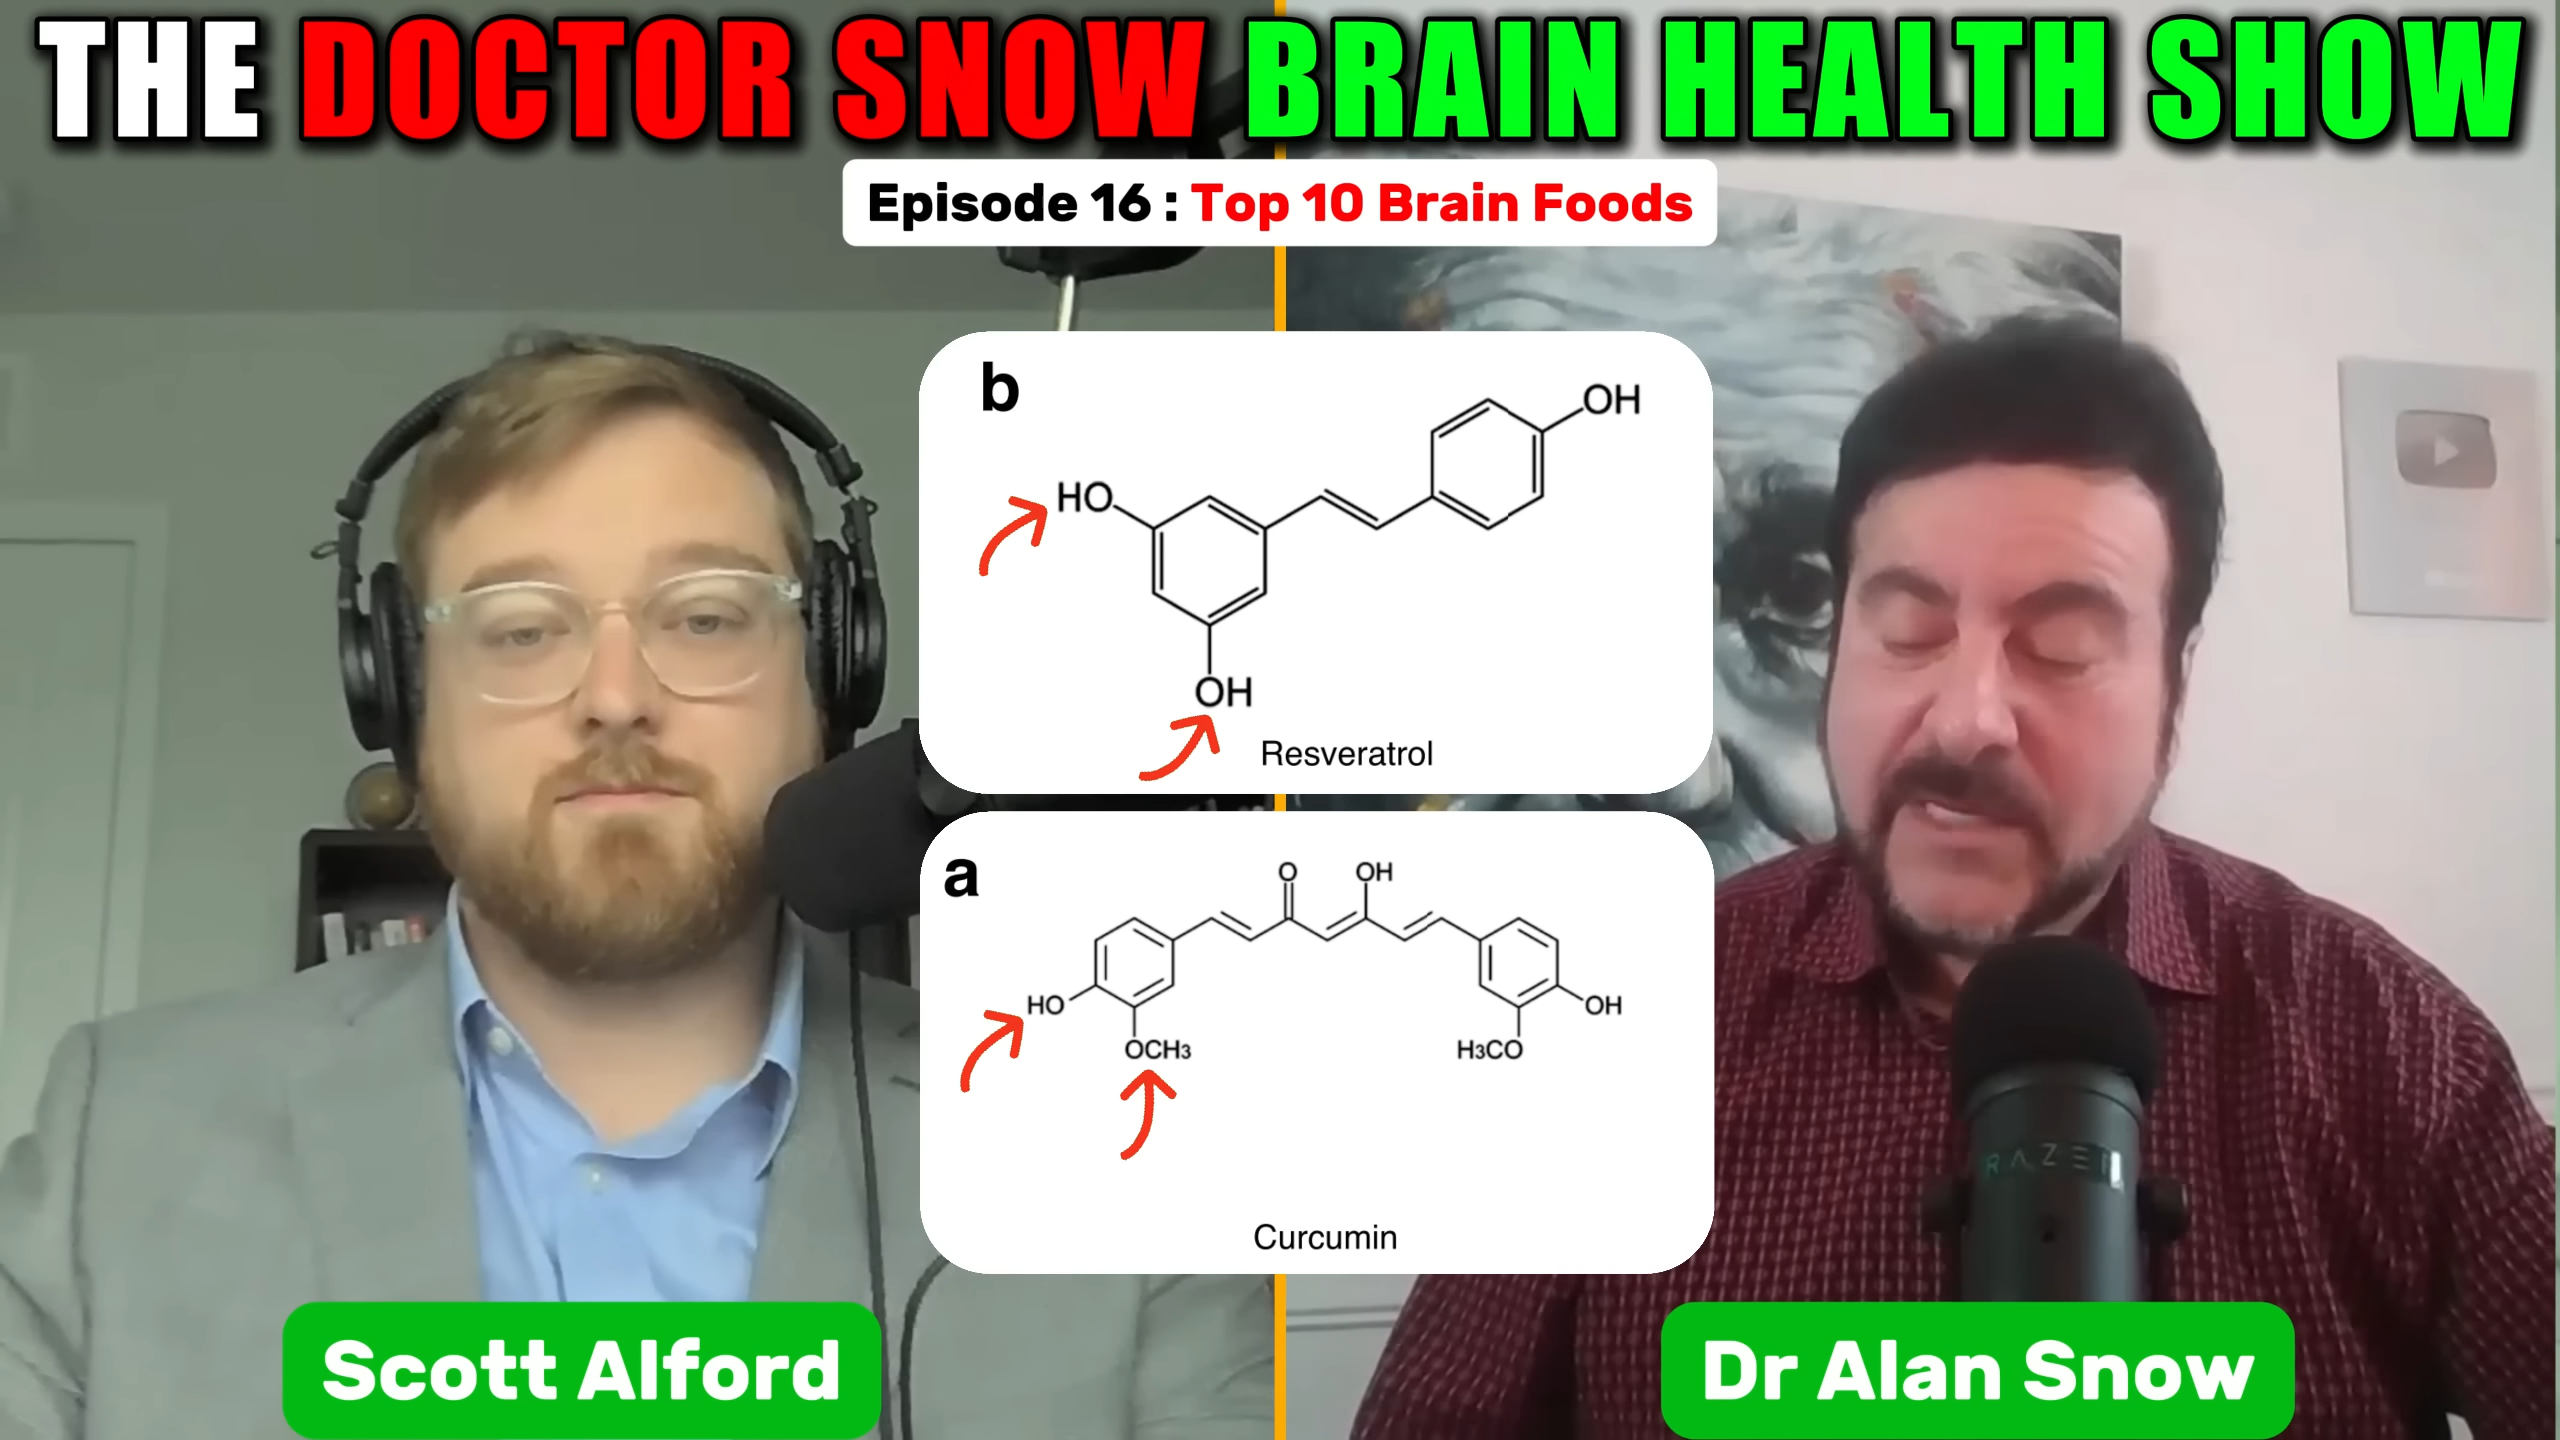 THE DOCTOR SNOW BRAIN HEALTH SHOW
Episode 16 : Top 10 Brain Foods
b
OH
HO
OH
Resveratrol
a
O
OH
HO
OH
OCH3
H3CO
Curcumin
RAZER
Scott Alford
Dr Alan Snow